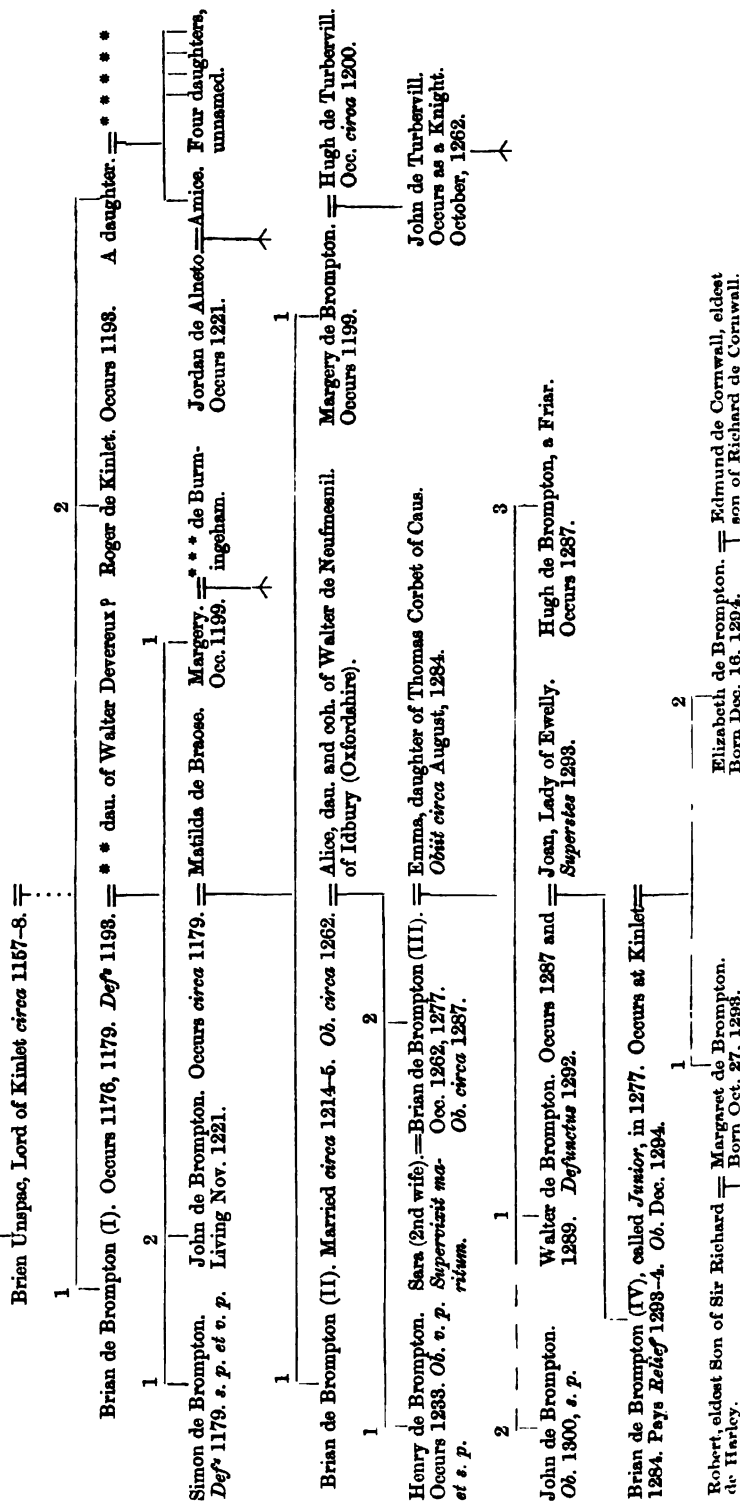 Brien Unspac, Lord of Kinlet circa 1157–8. ╤
1
2
Brian de Brompton (I). Occurs 1176, 1179. Defs 1193. ╤ * * dau. of Walter Devereux? Roger de Kinlet. Occurs 1193. A daughter. ╤ * * * * *
1
2
1
Simon de Brompton. John de Brompton. Occurs circa 1179. ╤ Matilda de Braose. Margery. ╤ * * * de Burm- Jordan de Alneto. ╤ Amice. Four daughters,
Defs 1179. s. p. et v. p. Living Nov. 1221. Occ. 1199. ingeham. Occurs 1221. unnamed.
1
1
Brian de Brompton (II). Married circa 1214–5. Ob. circa 1262. ╤ Alice, dau. and coh. of Walter de Neufmesnil. Margery de Brompton. ╤ Hugh de Turbervill.
of Idbury (Oxfordshire). Occurs 1199. Occ. circa 1200.
1
2
Henry de Brompton. Sara (2nd wife). = Brian de Brompton (III). ╤ Emma, daughter of Thomas Corbet of Caus. John de Turbervill.
Occurs 1233. Ob. v. p. Supervixit ma- Occ. 1262, 1277. Obiit circa August, 1284. Occurs as a Knight.
et s. p. ritum. Ob. circa 1287. October, 1262.
2
1
3
John de Brompton. Walter de Brompton. Occurs 1287 and ╤ Joan, Lady of Ewelly. Hugh de Brompton, a Friar.
Ob. 1300, s. p. 1289. Defunctus 1292. Superstes 1293. Occurs 1287.
Brian de Brompton (IV), called Junior, in 1277. Occurs at Kinlet ╤
1284. Pays Relief 1293–4. Ob. Dec. 1294.
1
2
Robert, eldest Son of Sir Richard ╤ Margaret de Brompton. Elizabeth de Brompton. ╤ Edmund de Cornwall, eldest
de Harley. Born Oct. 27, 1293. Born Dec. 16, 1294. son of Richard de Cornwall.